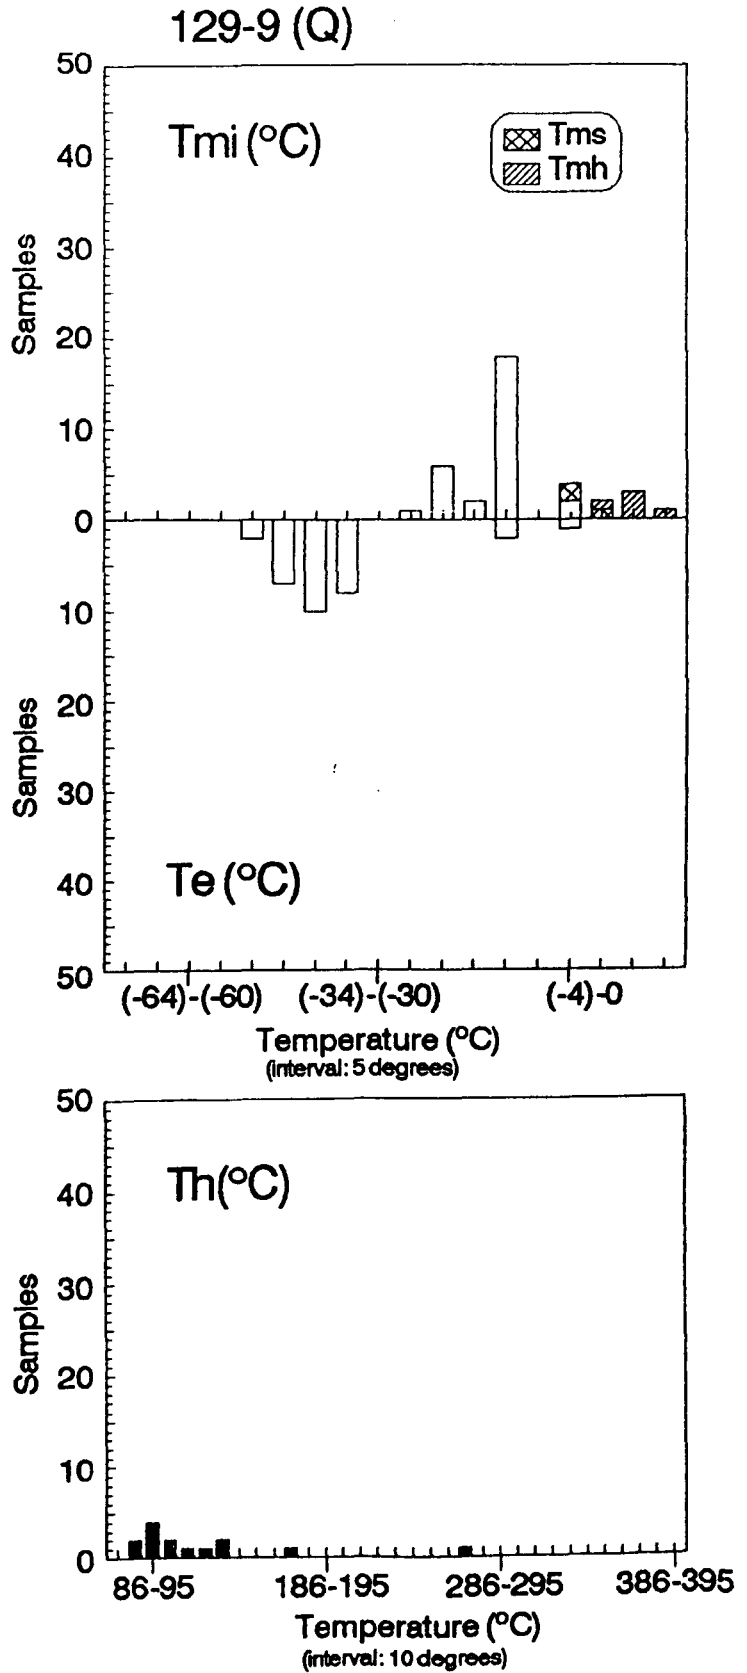 129-9 (Q)
50
Tmi (°C)
Tms
Tmh
40
30
20
10
0
Samples
10
20
30
40
50
Samples
Te (°C)
(-64)-(-60) (-34)-(-30) (-4)-0
Temperature (°C)
(interval: 5 degrees)
50
Th(°C)
40
30
20
10
0
Samples
86-95 186-195 286-295 386-395
Temperature (°C)
(interval: 10 degrees)